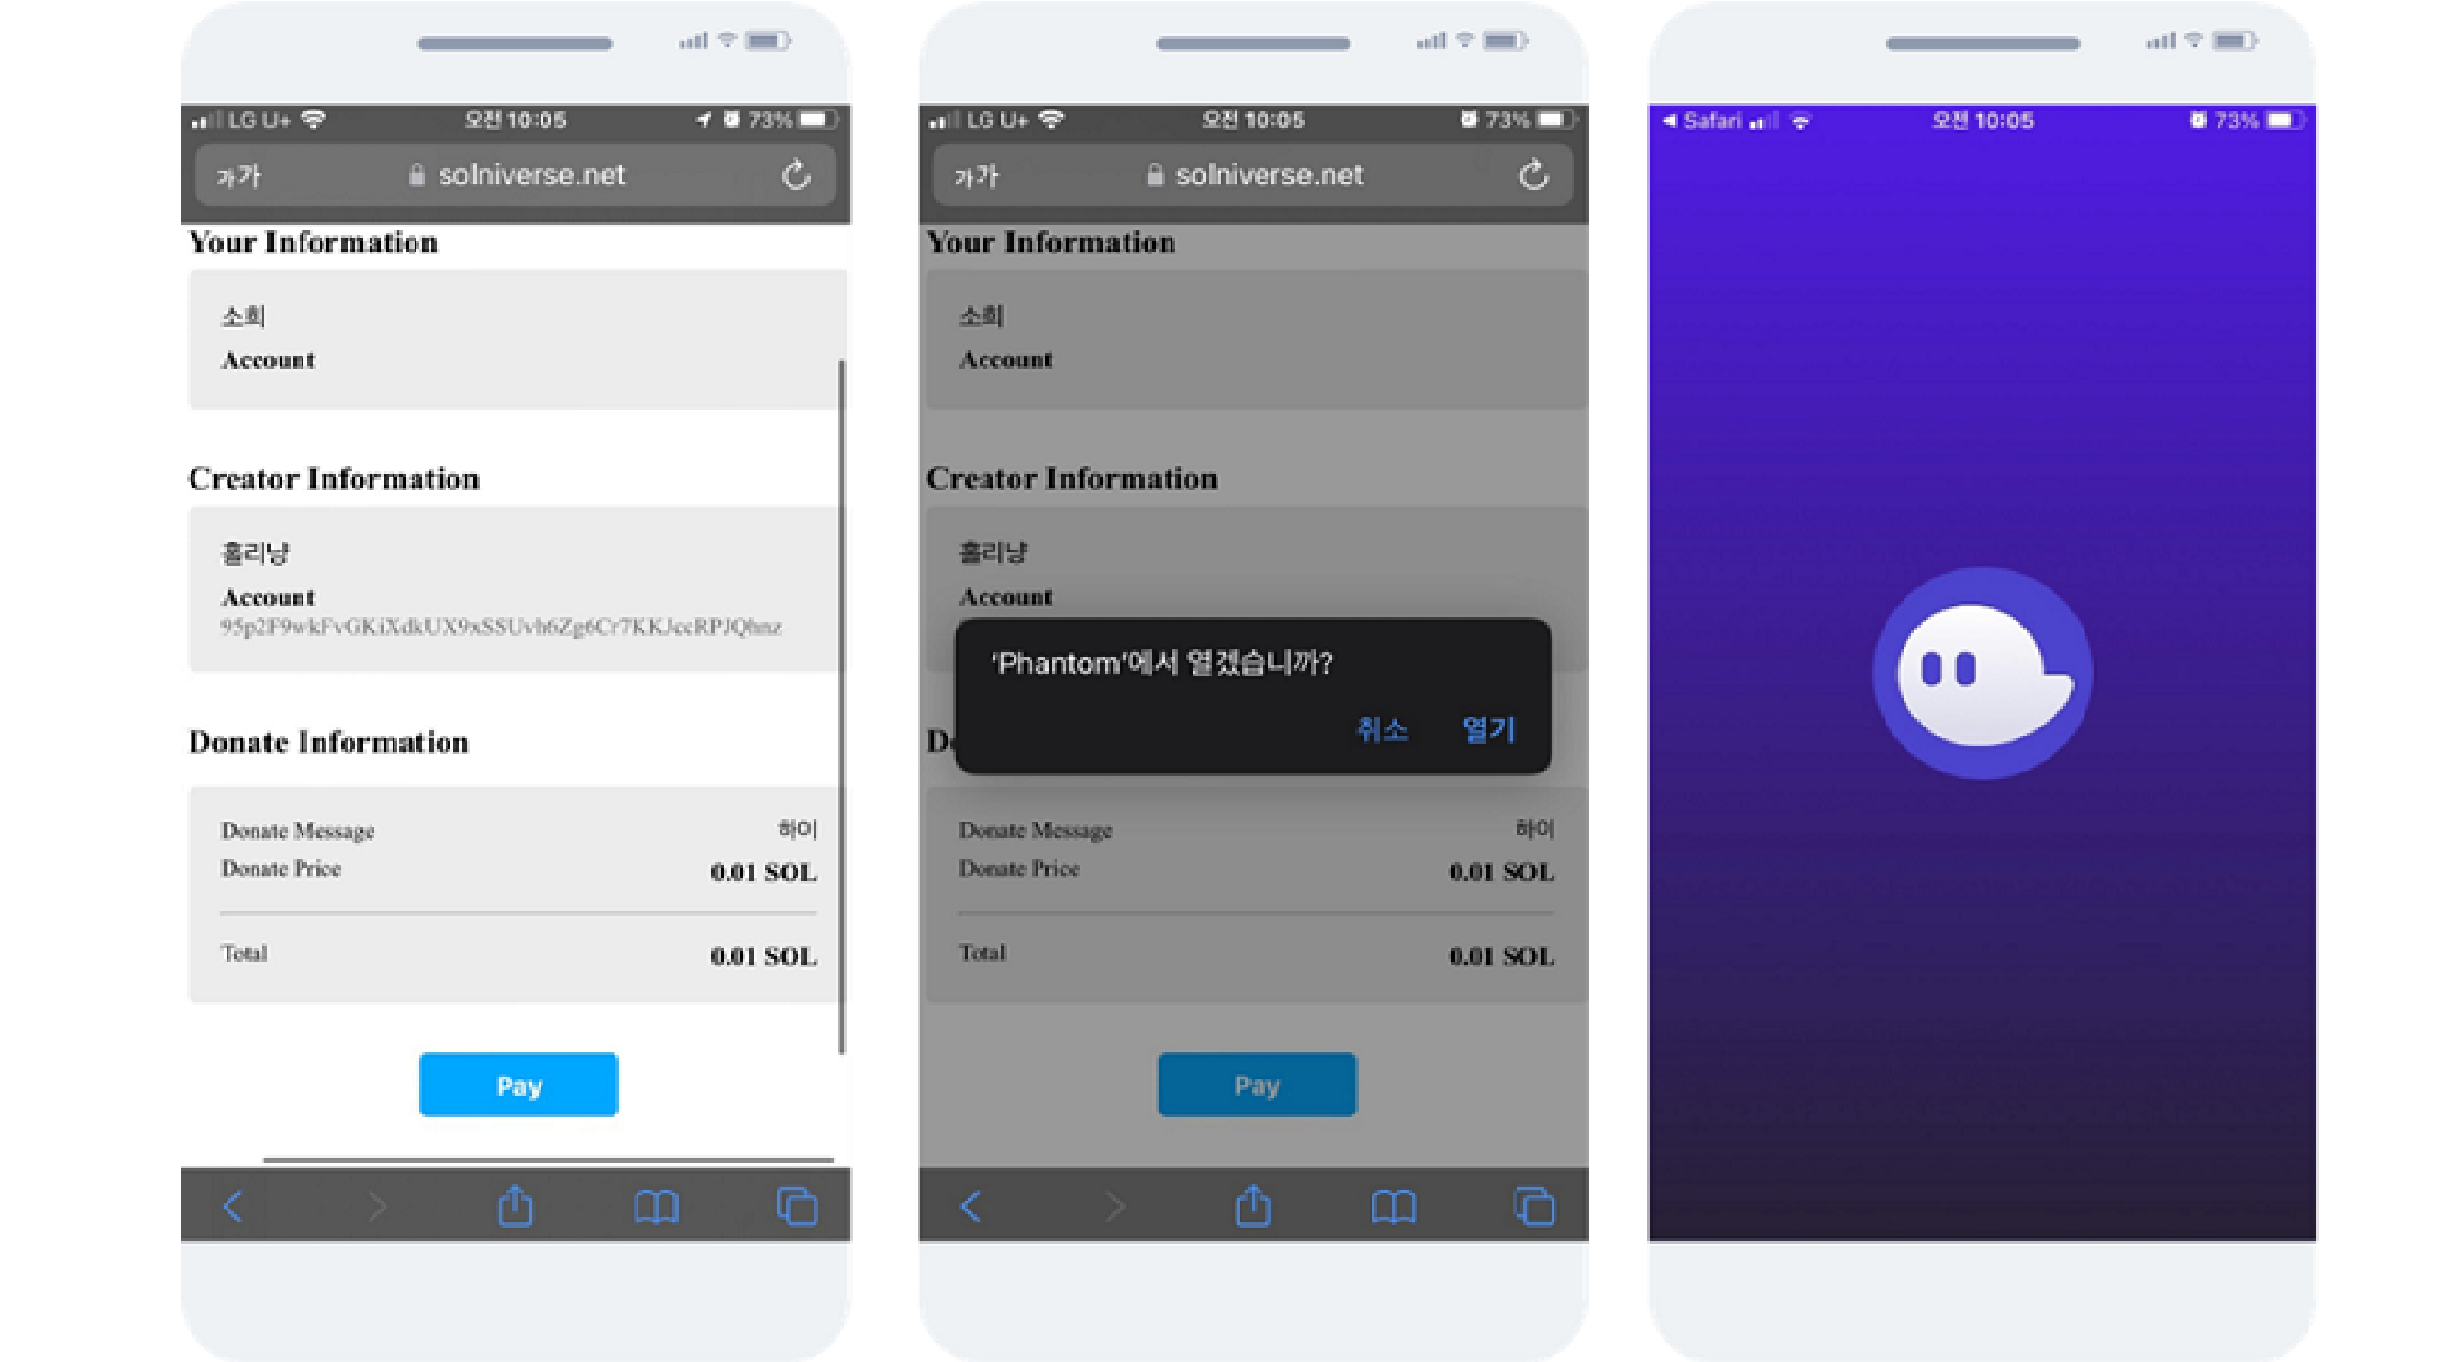 LG U+ 오전 10:05 73%
가가 solniverse.net
Your Information
소희
Account
Creator Information
흘리냥
Account
95p2F9wkFvGKiXdkUX9xSSUvh6Zg6Cr7KKJccRPJQhnz
Donate Information
Donate Message 하이
Donate Price 0.01 SOL
Total 0.01 SOL
Pay
LG U+ 오전 10:05 73%
가가 solniverse.net
Your Information
소희
Account
Creator Information
흘리냥
Account
'Phantom'에서 열겠습니까?
취소 열기
Donate Message 하이
Donate Price 0.01 SOL
Total 0.01 SOL
Pay
Safari 오전 10:05 73%